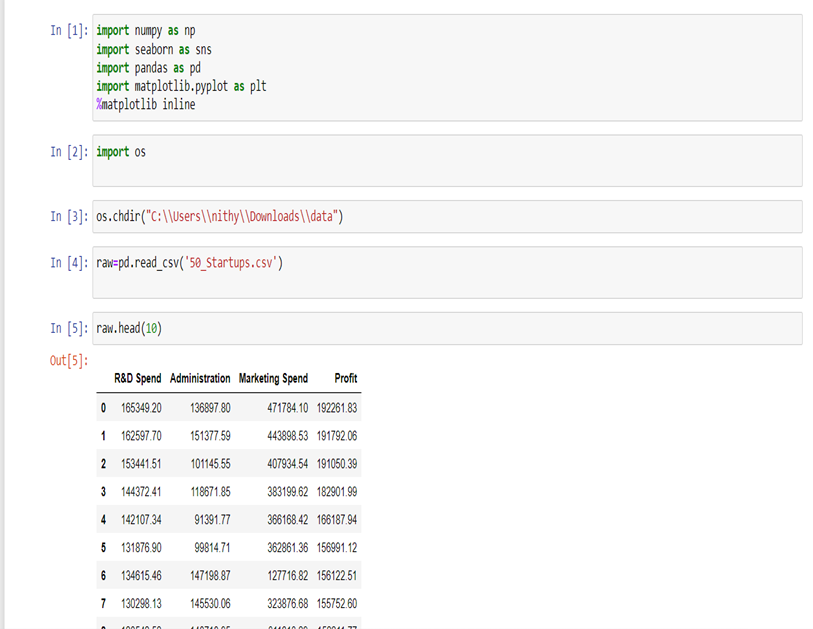 In [1]: import numpy as np
import seaborn as sns
import pandas as pd
import matplotlib.pyplot as plt
%matplotlib inline
In [2]: import os
In [3]: os.chdir("C:\\Users\\nithy\\Downloads\\data")
In [4]: raw=pd.read_csv('50_Startups.csv')
In [5]: raw.head(10)
Out[5]:
R&D Spend Administration Marketing Spend Profit
0 165349.20 136897.80 471784.10 192261.83
1 162597.70 151377.59 443898.53 191792.06
2 153441.51 101145.55 407934.54 191050.39
3 144372.41 118671.85 383199.62 182901.99
4 142107.34 91391.77 366168.42 166187.94
5 131876.90 99814.71 362861.36 156991.12
6 134615.46 147198.87 127716.82 156122.51
7 130298.13 145530.06 323876.68 155752.60